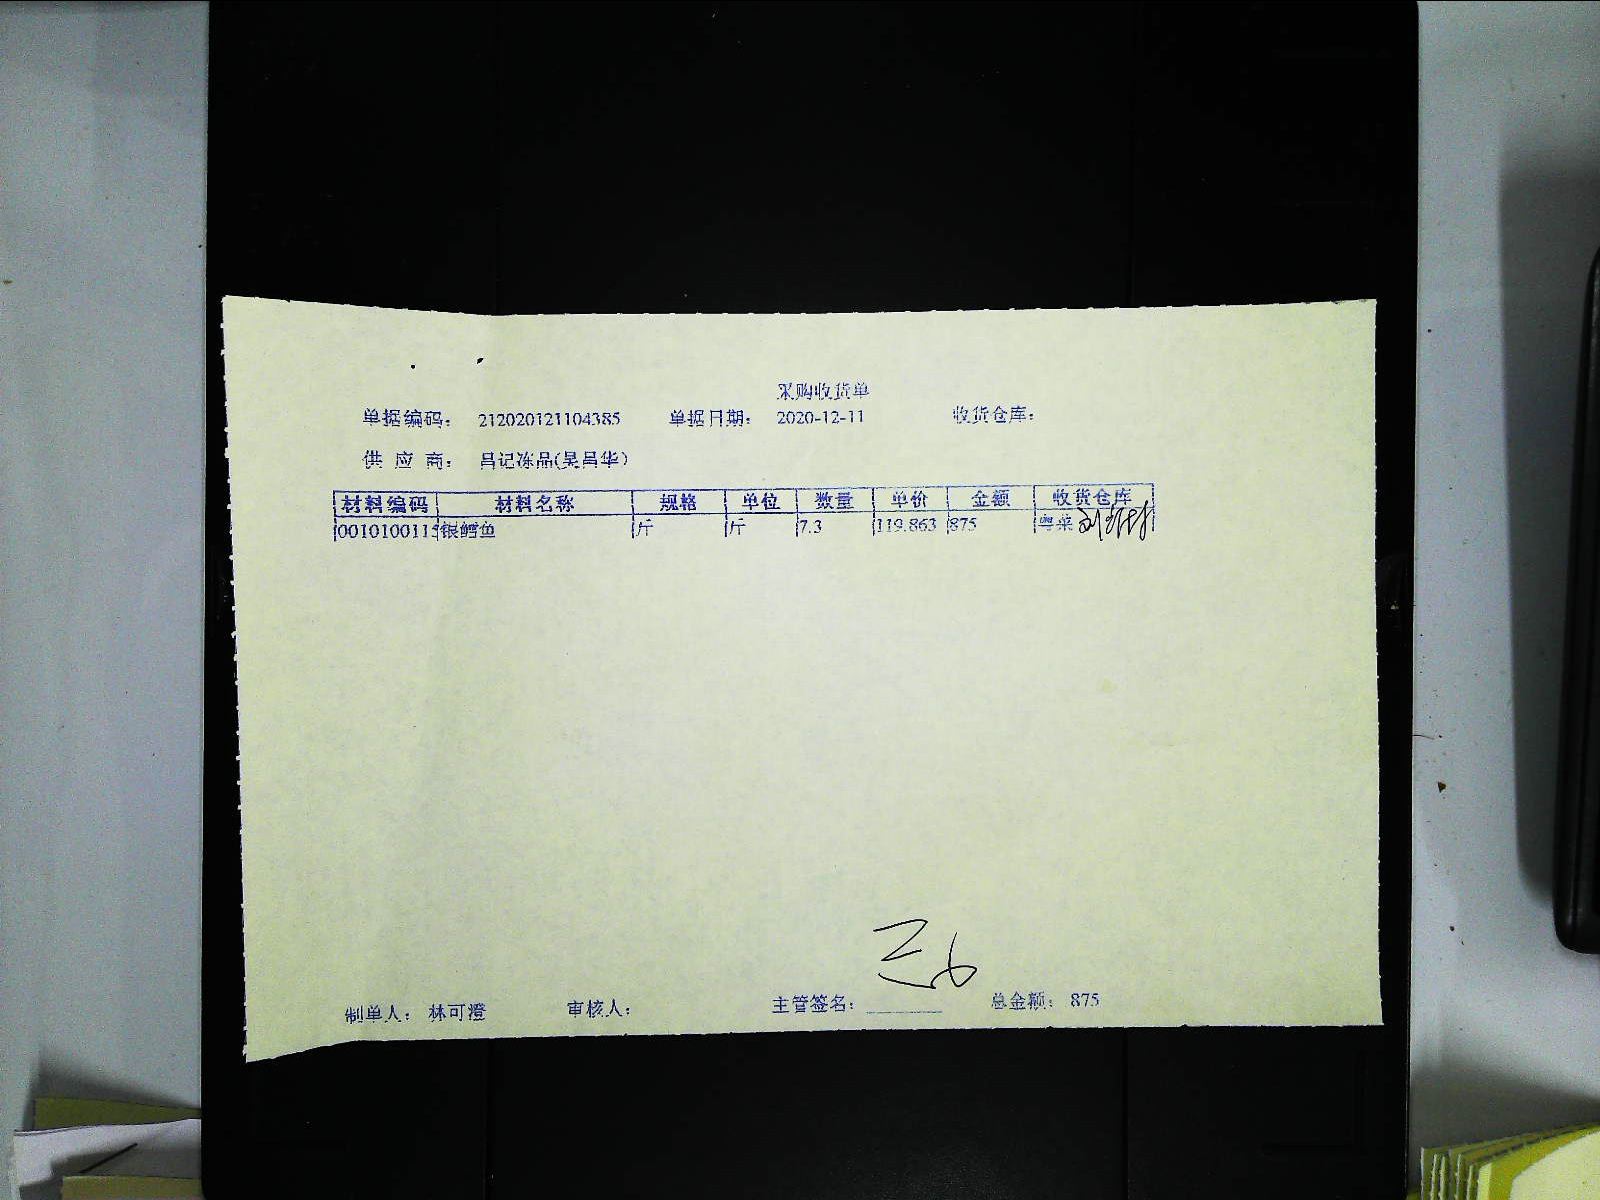 采购收货单
单据编码： 212020121104385 单据日期： 2020-12-11 收货仓库：
供 应 商： 吕记冻品(吴昌华）
材料编码 材料名称 规格 单位 数量 单价 金额 收货仓库
0010100115 银鳕鱼 斤 斤 7.3 119.863 875 粤菜
制单人： 林可澄 审核人： 主管签名： 总金额： 875